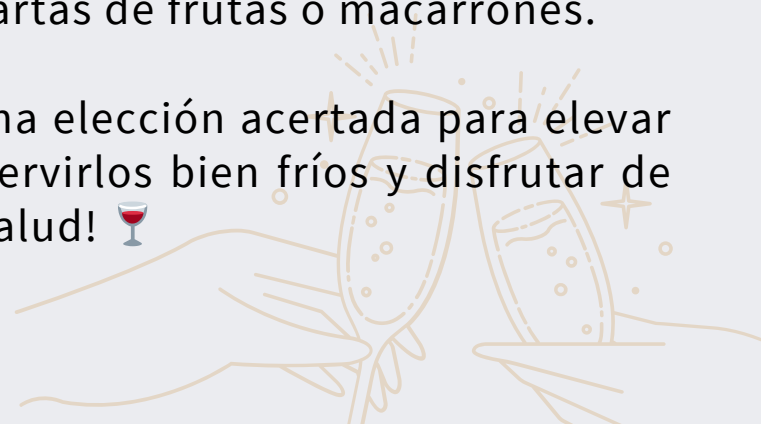 artas de frutas o macarrones.
na elección acertada para elevar
ervirlos bien fríos y disfrutar de
alud! 🍷